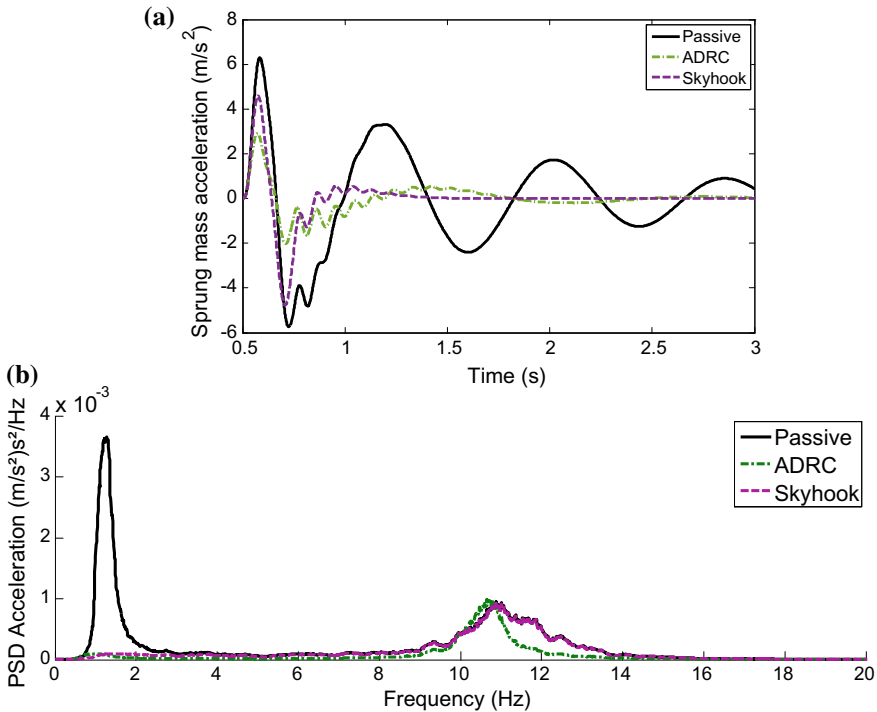 (a)
Sprung mass acceleration (m/s²)
8
6
4
2
0
-2
-4
-6
0.5
1
1.5
2
2.5
3
Time (s)
Passive
ADRC
Skyhook
(b)
PSD Acceleration (m/s²)s²/Hz
x 10⁻³
4
3
2
1
0
0
2
4
6
8
10
12
14
16
18
20
Frequency (Hz)
Passive
ADRC
Skyhook